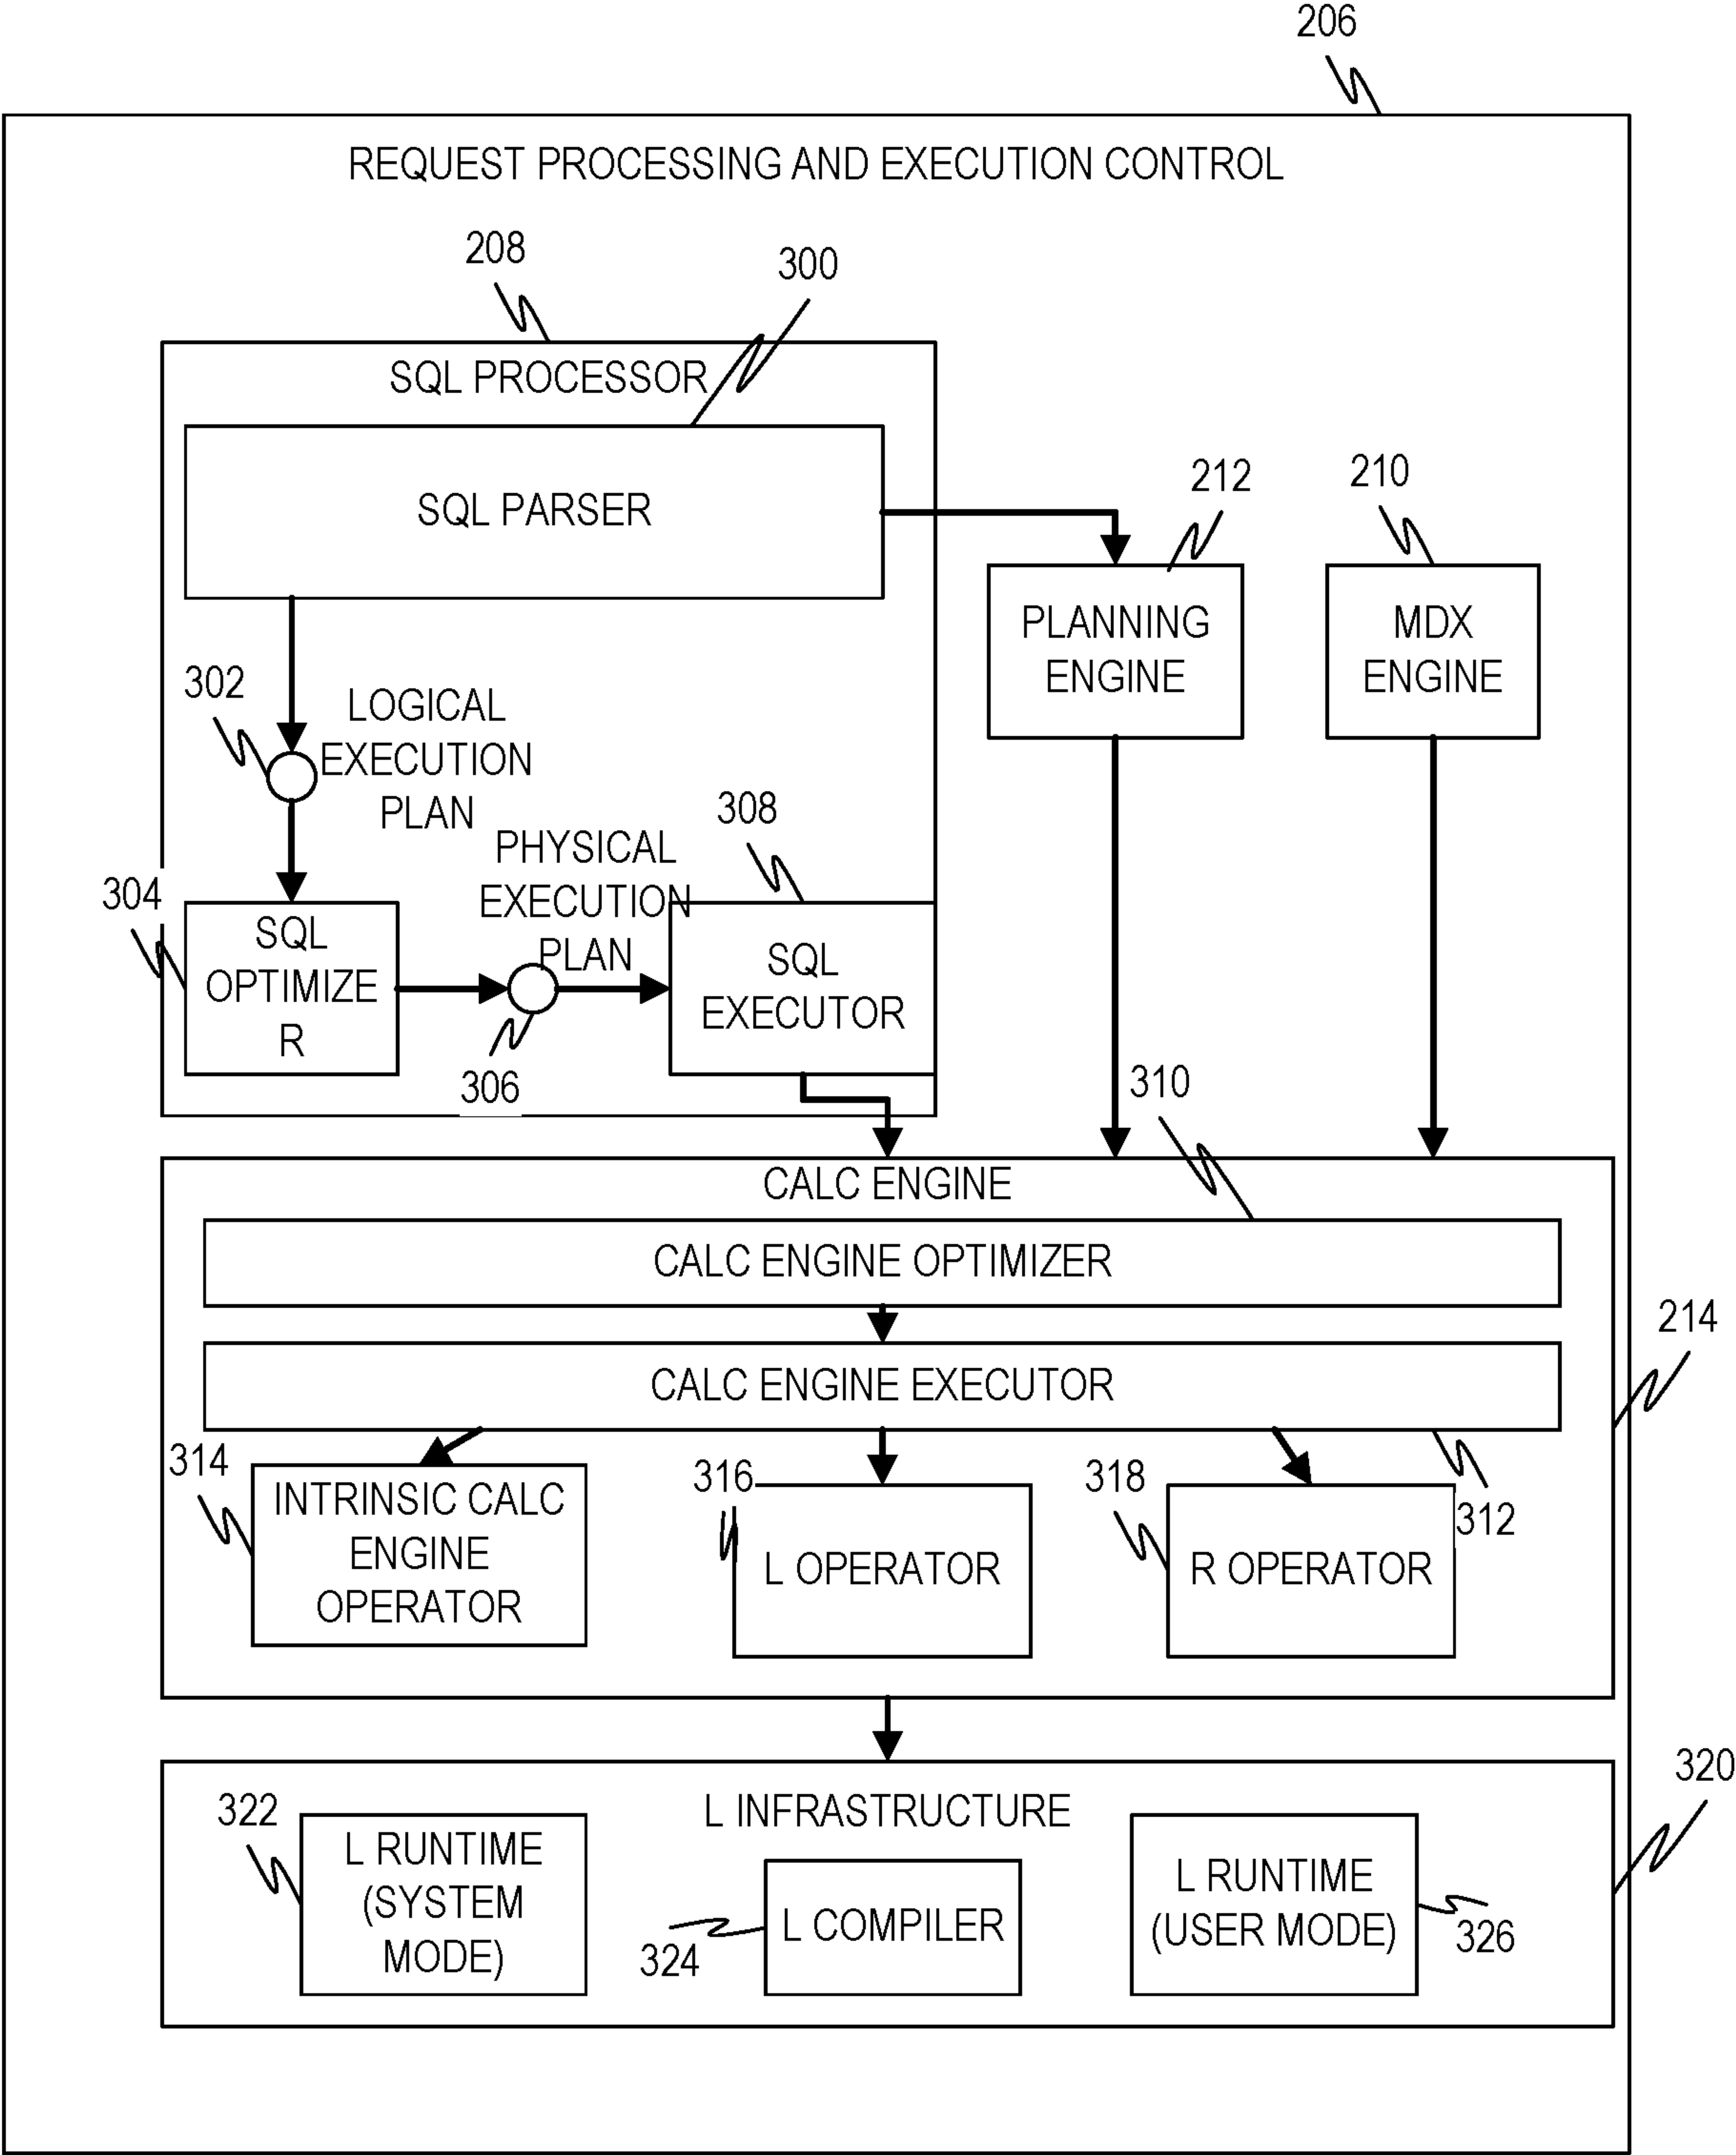 206
REQUEST PROCESSING AND EXECUTION CONTROL
208
300
SQL PROCESSOR
SQL PARSER
212
210
PLANNING
ENGINE
MDX
ENGINE
302
LOGICAL
EXECUTION
PLAN
308
PHYSICAL
EXECUTION
PLAN
304
SQL
OPTIMIZE
R
SQL
EXECUTOR
306
310
CALC ENGINE
CALC ENGINE OPTIMIZER
214
CALC ENGINE EXECUTOR
314
316
318
312
INTRINSIC CALC
ENGINE
OPERATOR
L OPERATOR
R OPERATOR
320
322
L INFRASTRUCTURE
L RUNTIME
(SYSTEM
MODE)
324
L COMPILER
L RUNTIME
(USER MODE)
326